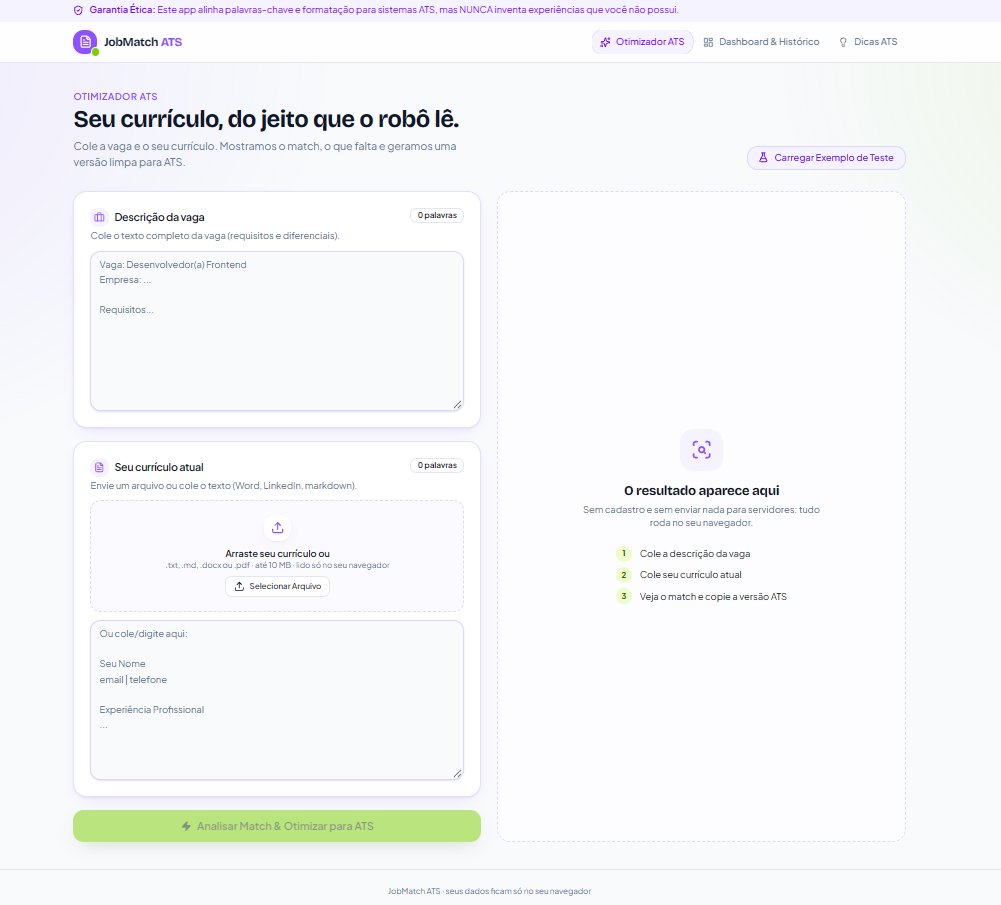 Garantia Ética: Este app alinha palavras-chave e formatação para sistemas ATS, mas NUNCA inventa experiências que você não possui.
JobMatch ATS
Otimizador ATS
Dashboard & Histórico
Dicas ATS
OTIMIZADOR ATS
Seu currículo, do jeito que o robô lê.
Cole a vaga e o seu currículo. Mostramos o match, o que falta e geramos uma
versão limpa para ATS.
Carregar Exemplo de Teste
Descrição da vaga
0 palavras
Cole o texto completo da vaga (requisitos e diferenciais).
Vaga: Desenvolvedor(a) Frontend
Empresa: ...
Requisitos...
Seu currículo atual
0 palavras
Envie um arquivo ou cole o texto (Word, LinkedIn, markdown).
Arraste seu currículo ou
.txt, .md, .docx ou .pdf · até 10 MB · lido só no seu navegador
Selecionar Arquivo
Ou cole/digite aqui:
Seu Nome
email | telefone
Experiência Profissional
...
Analisar Match & Otimizar para ATS
O resultado aparece aqui
Sem cadastro e sem enviar nada para servidores: tudo
roda no seu navegador.
1 Cole a descrição da vaga
2 Cole seu currículo atual
3 Veja o match e copie a versão ATS
JobMatch ATS · seus dados ficam só no seu navegador